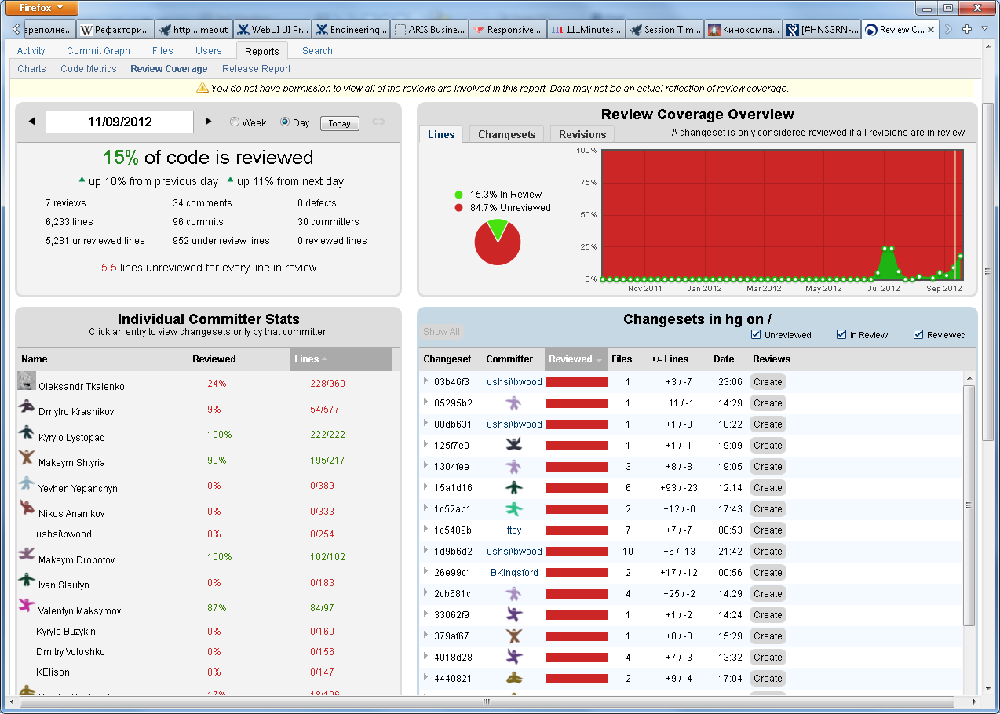 Firefox
ереполне...
W Рефактори...
http:...meout
WebUI UI Pr...
Engineering...
ARIS Busine...
Responsive ...
111 111Minutes ...
Session Tim...
Кинокомпа...
[#HNSGRN-...
Review C...
Activity
Commit Graph
Files
Users
Reports
Search
Charts
Code Metrics
Review Coverage
Release Report
You do not have permission to view all of the reviews are involved in this report. Data may not be an actual reflection of review coverage.
11/09/2012
Week
Day
Today
15% of code is reviewed
up 10% from previous day
up 11% from next day
7 reviews 34 comments 0 defects
6,233 lines 96 commits 30 committers
5,281 unreviewed lines 952 under review lines 0 reviewed lines
5.5 lines unreviewed for every line in review
Review Coverage Overview
Lines
Changesets
Revisions
A changeset is only considered reviewed if all revisions are in review.
15.3% In Review
84.7% Unreviewed
100%
75%
50%
25%
0%
Nov 2011 Jan 2012 Mar 2012 May 2012 Jul 2012 Sep 2012
Individual Committer Stats
Click an entry to view changesets only by that committer.
Name Reviewed Lines
Oleksandr Tkalenko 24% 228/960
Dmytro Krasnikov 9% 54/577
Kyrylo Lystopad 100% 222/222
Maksym Shtyria 90% 195/217
Yevhen Yepanchyn 0% 0/389
Nikos Ananikov 0% 0/333
ushsi\bwood 0% 0/254
Maksym Drobotov 100% 102/102
Ivan Slautyn 0% 0/183
Valentyn Maksymov 87% 84/97
Kyrylo Buzykin 0% 0/160
Dmitry Voloshko 0% 0/156
KElison 0% 0/147
17% 18/106
Changesets in hg on /
Show All
Unreviewed
In Review
Reviewed
Changeset Committer Reviewed Files +/- Lines Date Reviews
03b46f3 ushsi\bwood 1 +3 / -7 23:06 Create
05295b2 1 +11 / -1 14:29 Create
08db631 ushsi\bwood 1 +1 / -0 18:22 Create
125f7e0 1 +1 / -1 19:09 Create
1304fee 3 +8 / -8 19:05 Create
15a1d16 6 +93 / -23 12:14 Create
1c52ab1 2 +12 / -0 17:43 Create
1c5409b ttoy 7 +7 / -7 00:53 Create
1d9b6d2 ushsi\bwood 10 +6 / -13 21:42 Create
26e99c1 BKingsford 2 +17 / -12 00:56 Create
2cb681c 4 +25 / -2 14:29 Create
33062f9 1 +1 / -2 14:24 Create
379af67 1 +0 / -0 15:29 Create
4018d28 4 +7 / -3 13:32 Create
4440821 2 +9 / -4 17:04 Create